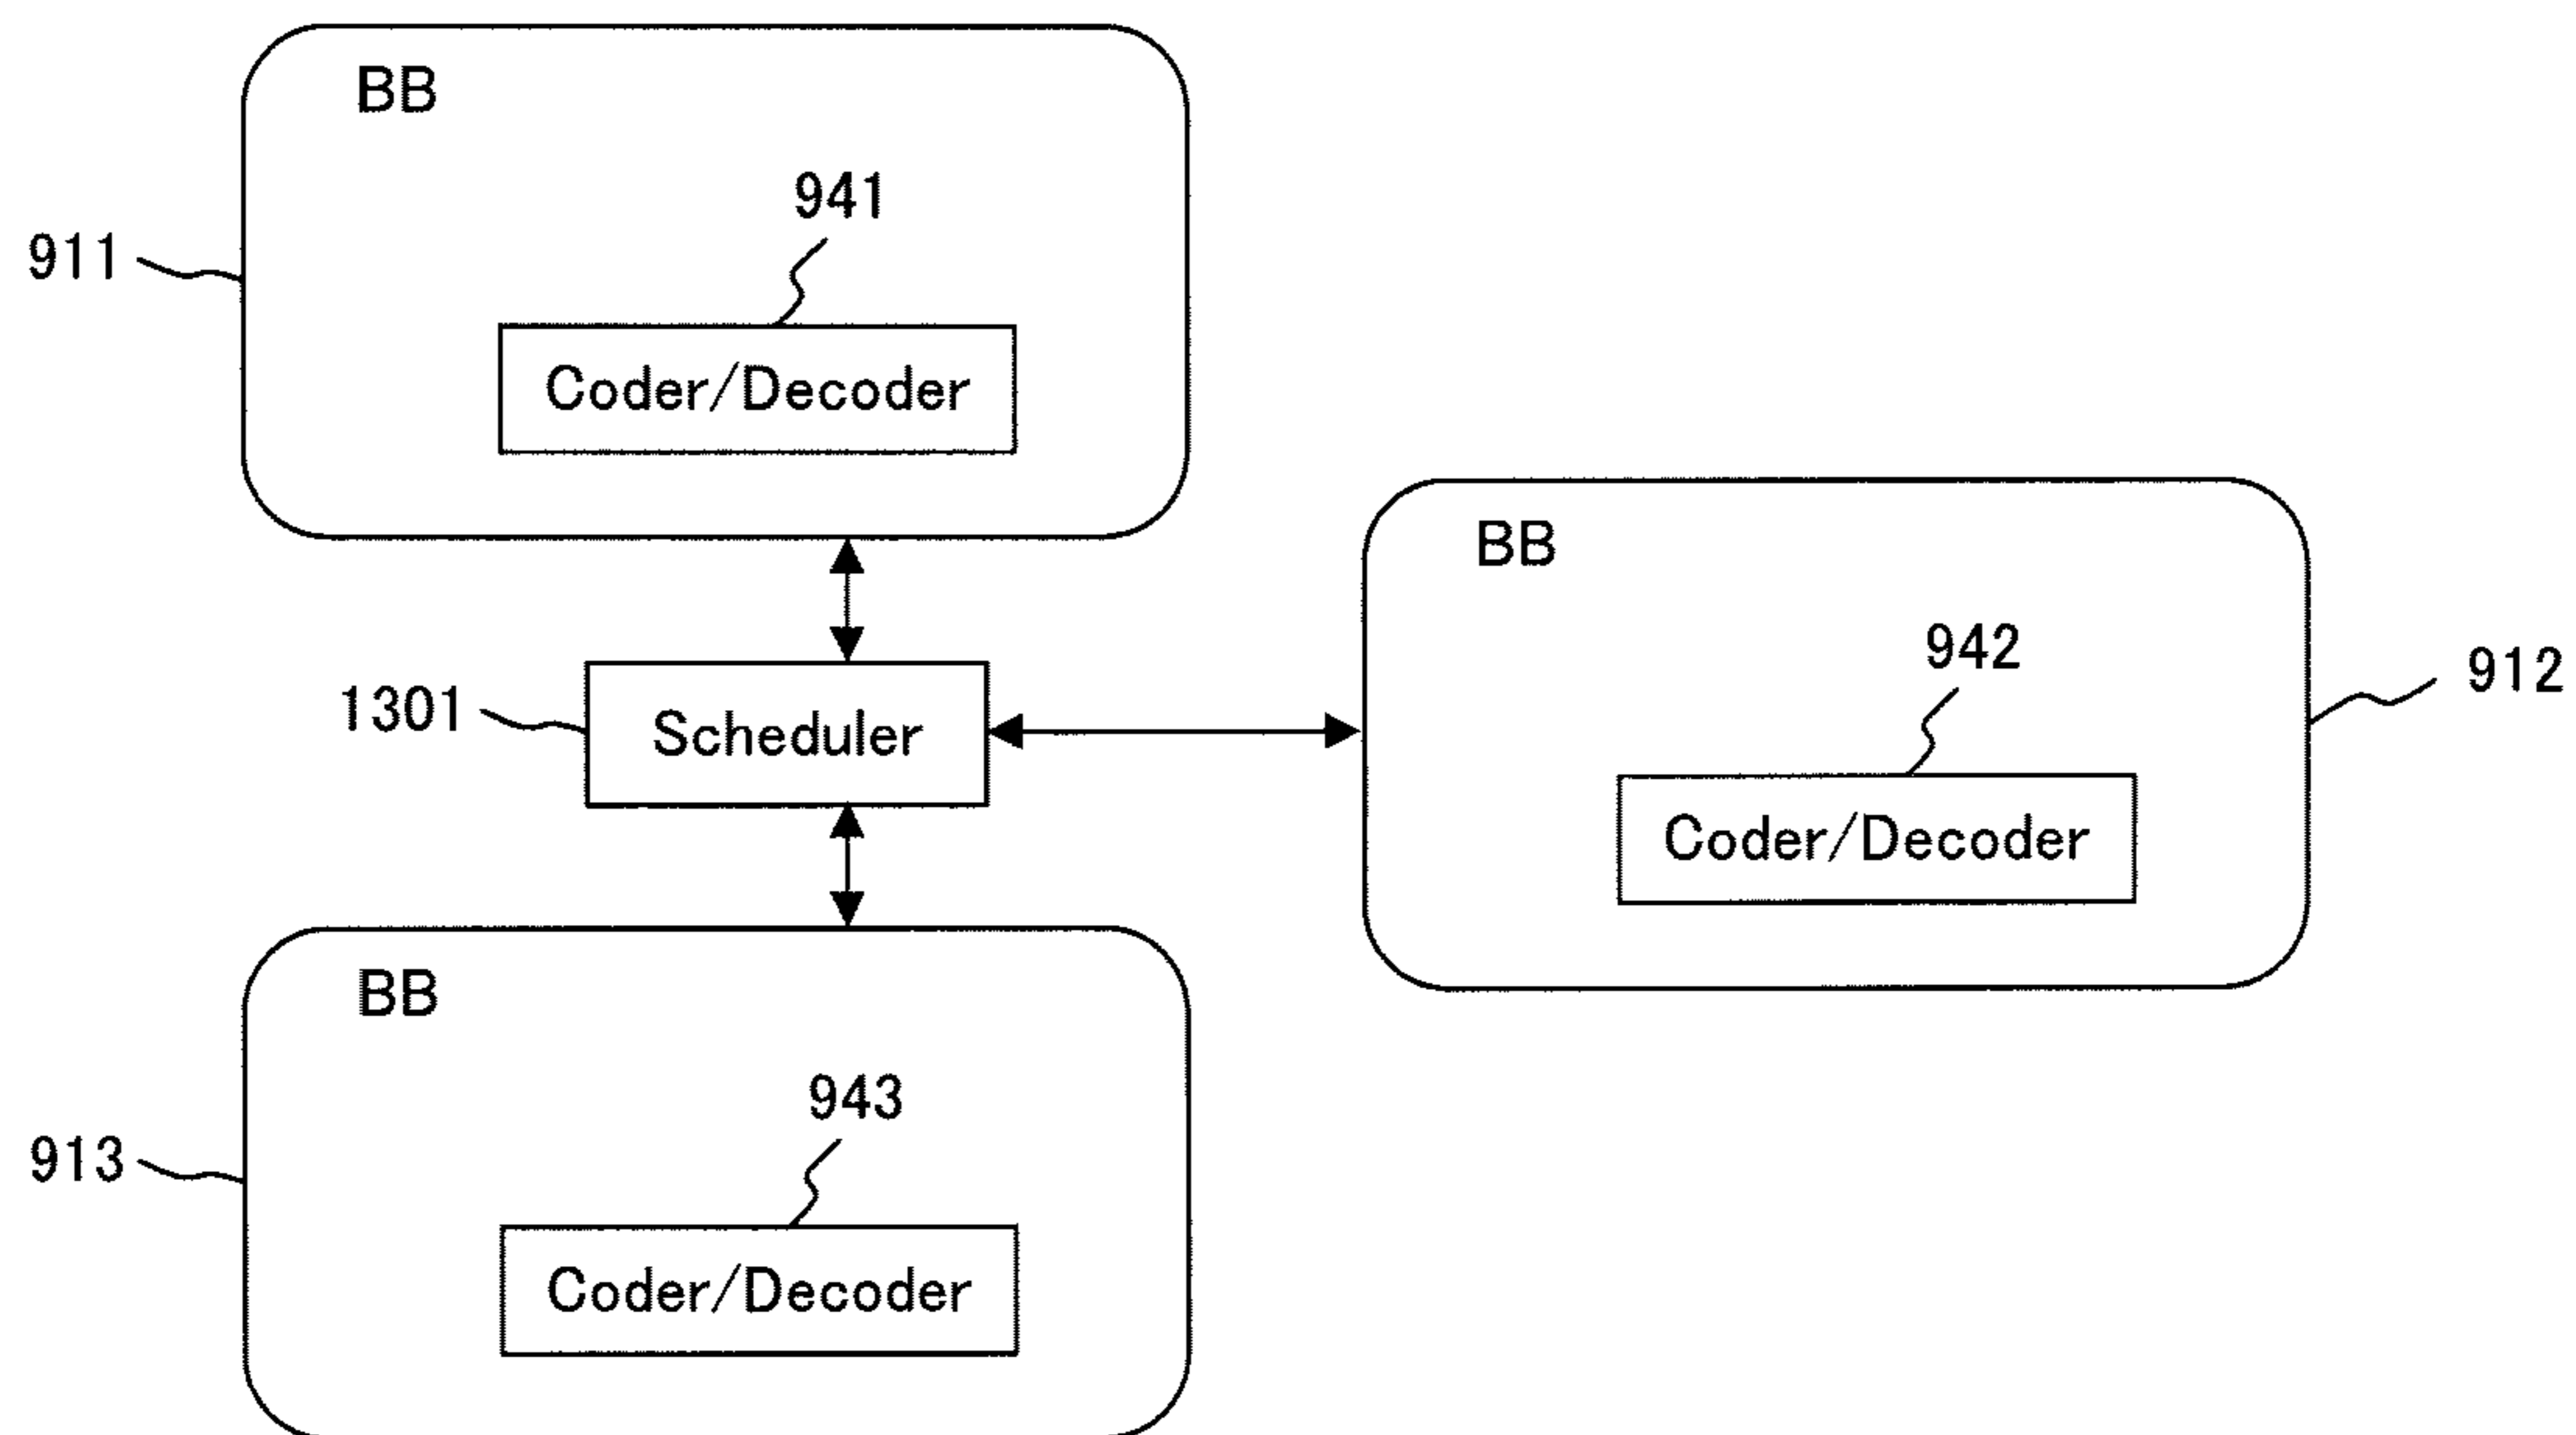 BB
941
911
Coder/Decoder
BB
942
912
1301
Scheduler
Coder/Decoder
BB
943
913
Coder/Decoder